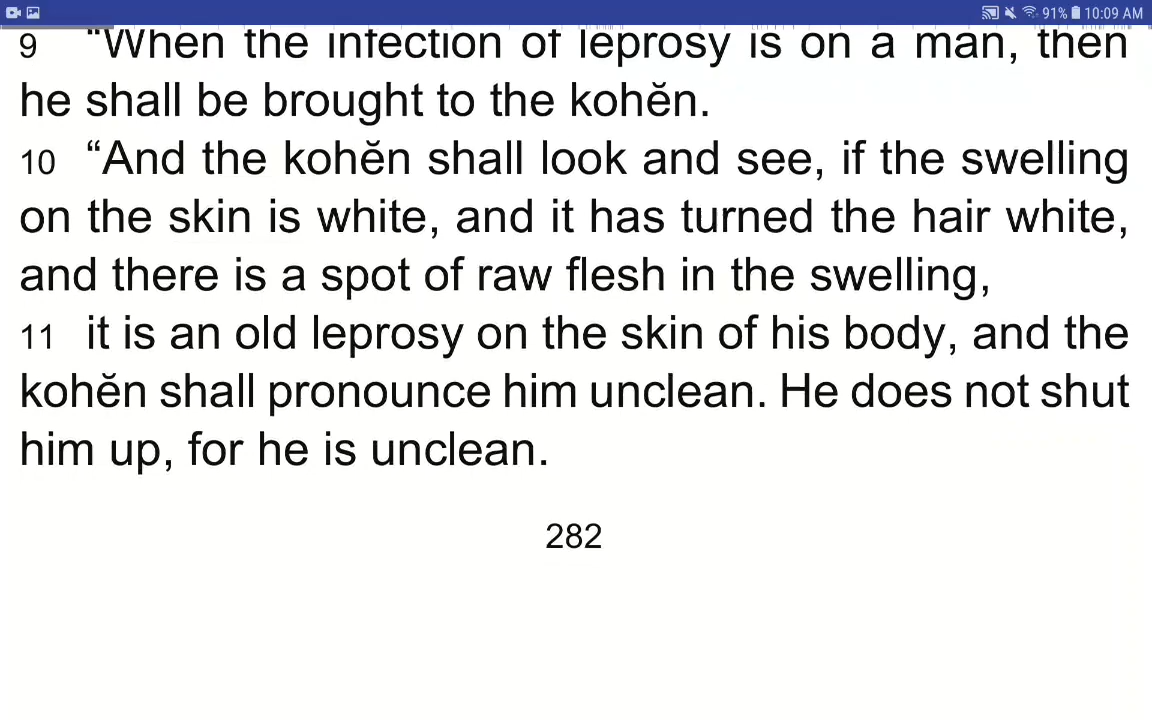 91% 10:09 AM
9 “When the infection of leprosy is on a man, then
he shall be brought to the kohĕn.
10 “And the kohĕn shall look and see, if the swelling
on the skin is white, and it has turned the hair white,
and there is a spot of raw flesh in the swelling,
11 it is an old leprosy on the skin of his body, and the
kohĕn shall pronounce him unclean. He does not shut
him up, for he is unclean.
282